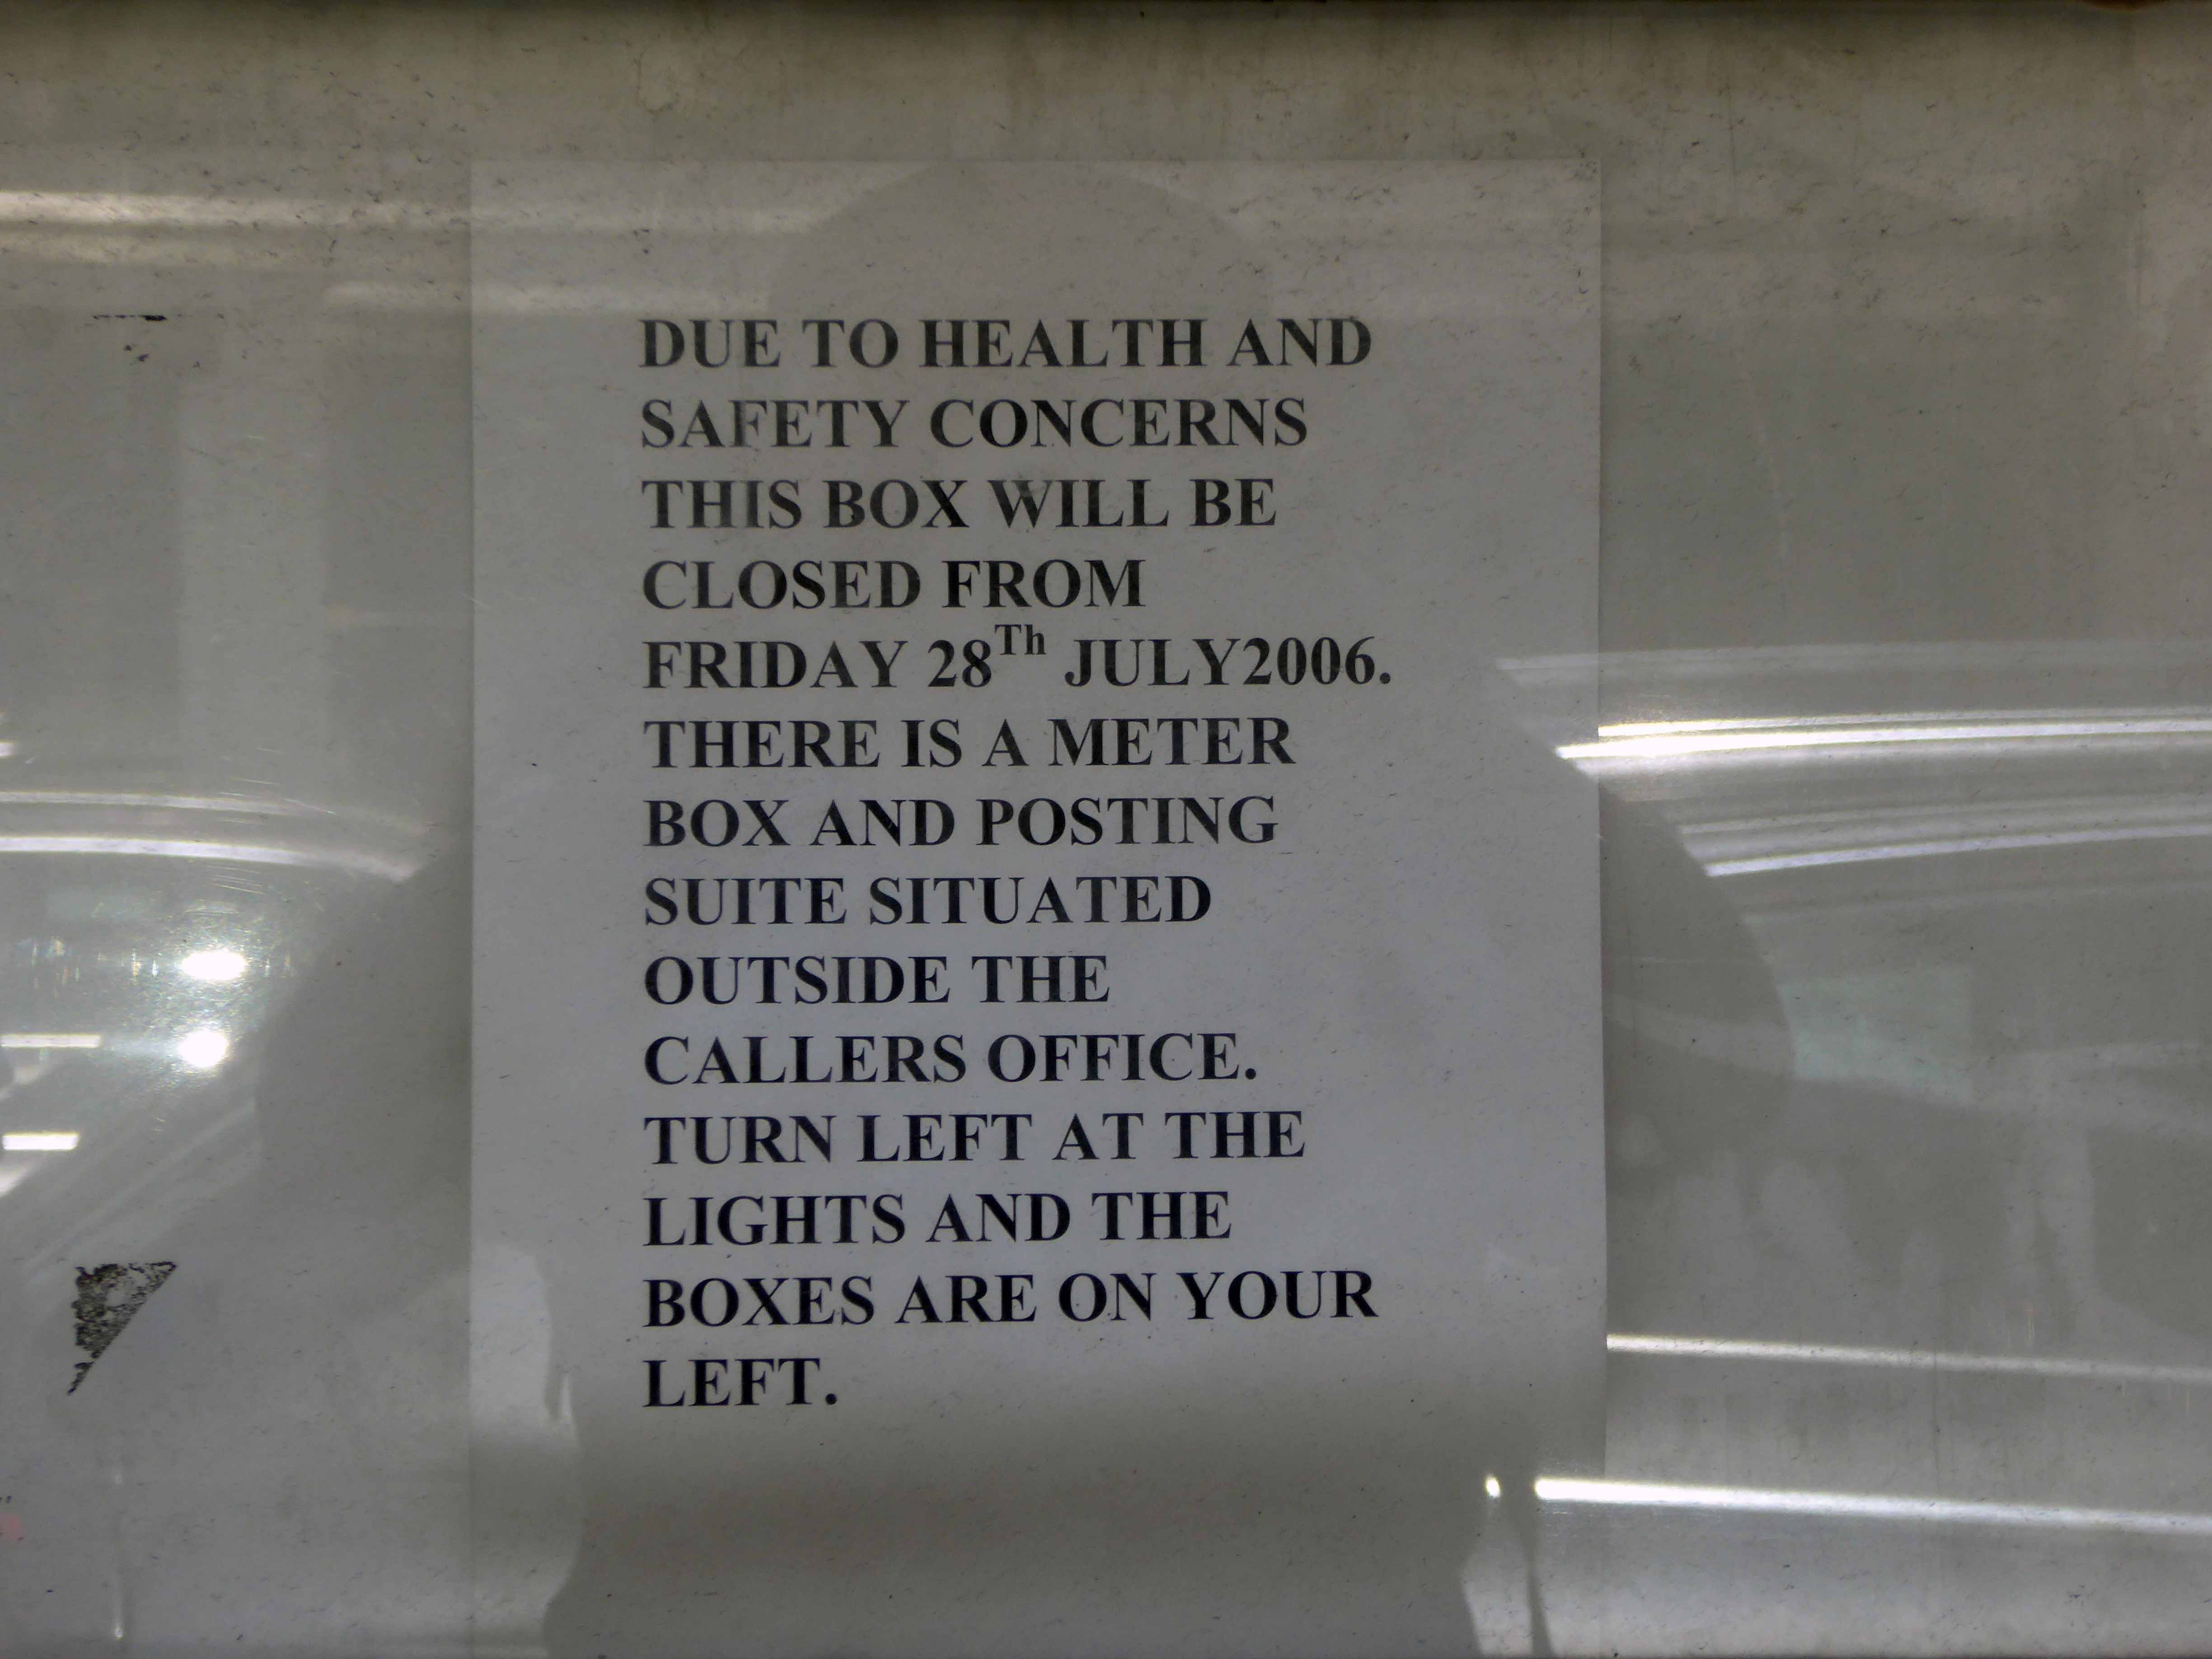 DUE TO HEALTH AND
SAFETY CONCERNS
THIS BOX WILL BE
CLOSED FROM
FRIDAY 28Th JULY2006.
THERE IS A METER
BOX AND POSTING
SUITE SITUATED
OUTSIDE THE
CALLERS OFFICE.
TURN LEFT AT THE
LIGHTS AND THE
BOXES ARE ON YOUR
LEFT.